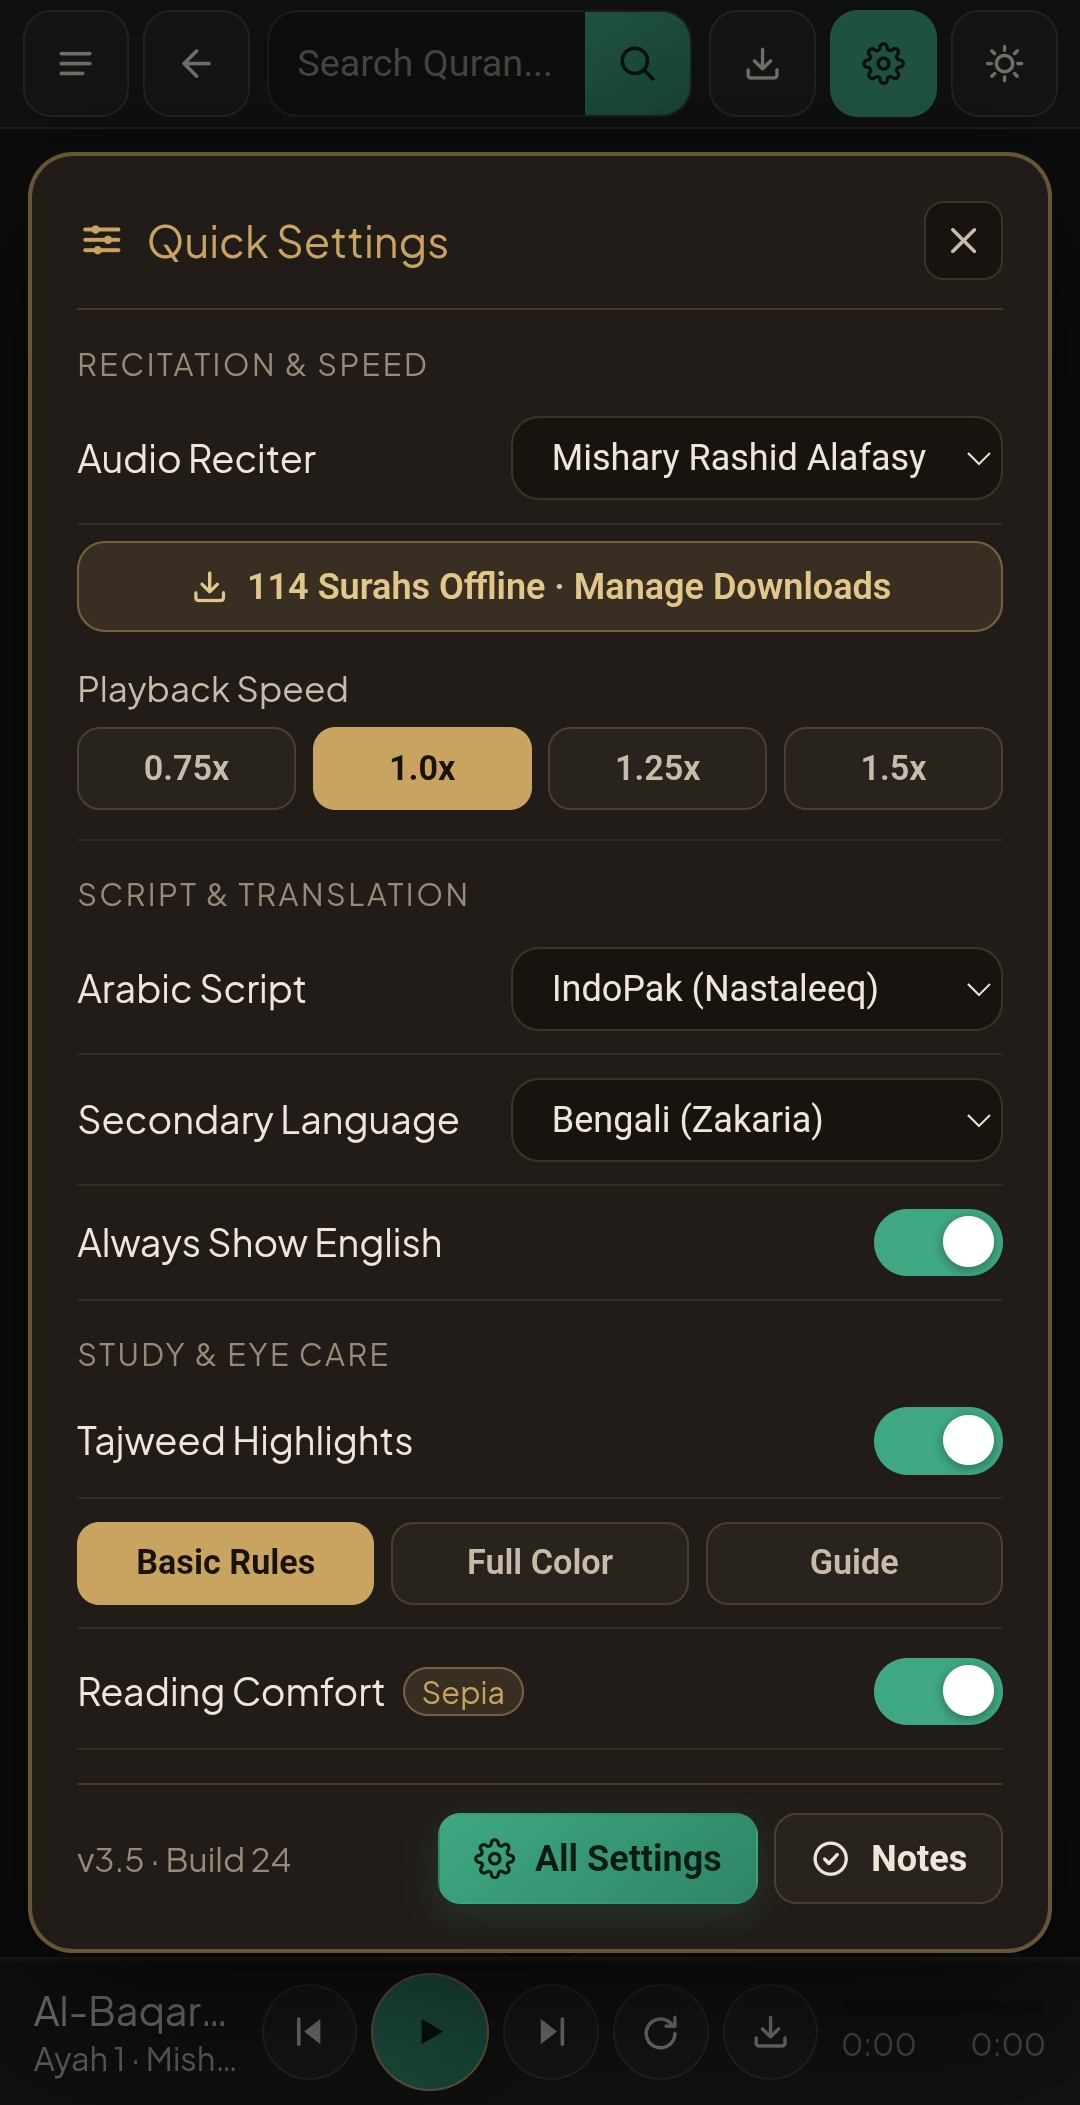 Search Quran...
Quick Settings
RECITATION & SPEED
Audio Reciter
Mishary Rashid Alafasy
114 Surahs Offline · Manage Downloads
Playback Speed
0.75x
1.0x
1.25x
1.5x
SCRIPT & TRANSLATION
Arabic Script
IndoPak (Nastaleeq)
Secondary Language
Bengali (Zakaria)
Always Show English
STUDY & EYE CARE
Tajweed Highlights
Basic Rules
Full Color
Guide
Reading Comfort
Sepia
v3.5 · Build 24
All Settings
Notes
Al-Baqar...
Ayah 1 · Mish...
0:00
0:00